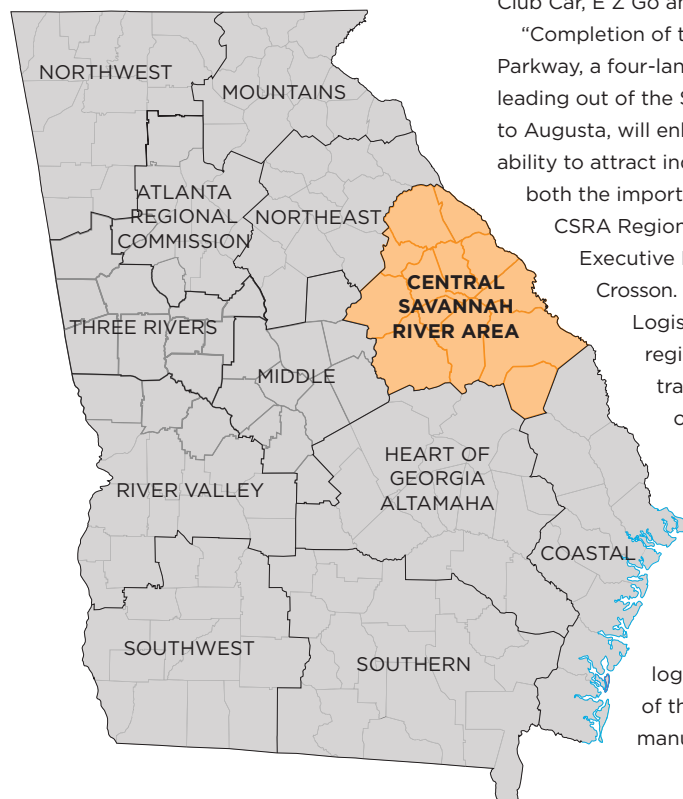 Club Car, E Z Go an
“Completion of t
Parkway, a four-lan
leading out of the S
to Augusta, will enh
ability to attract inc
both the import
CSRA Region
Executive
Crosson.
Logis
regi
tra
log
of th
manu
NORTHWEST
MOUNTAINS
ATLANTA
REGIONAL
COMMISSION
NORTHEAST
CENTRAL
SAVANNAH
RIVER AREA
THREE RIVERS
MIDDLE
HEART OF
GEORGIA
ALTAMAHA
RIVER VALLEY
COASTAL
SOUTHWEST
SOUTHERN